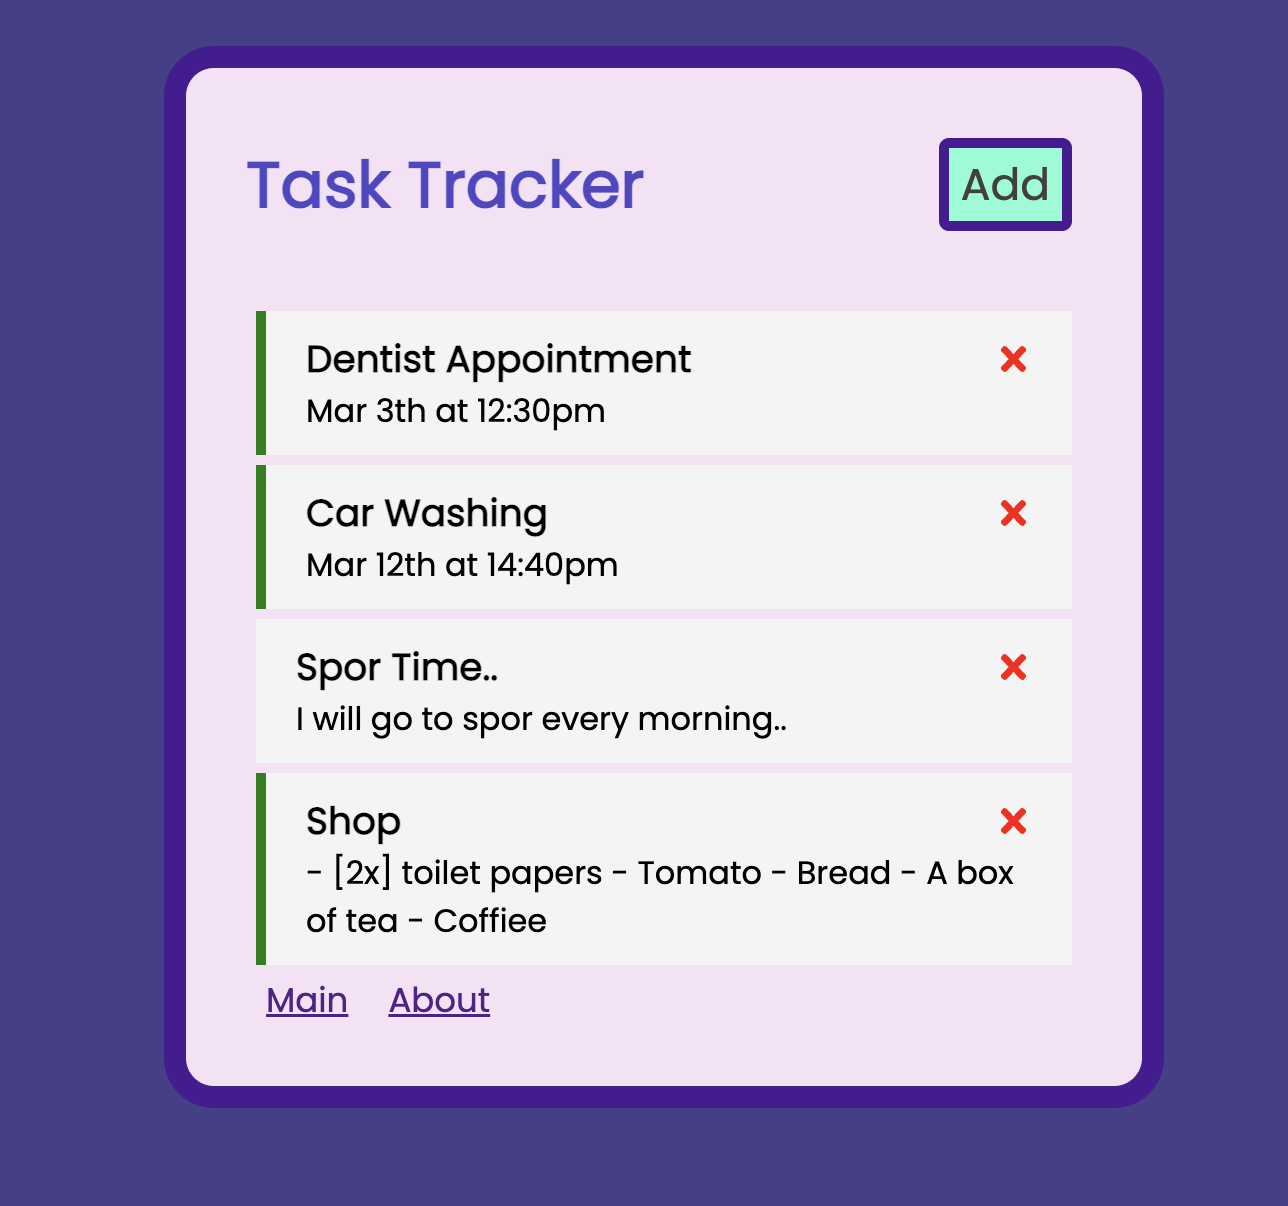 Task Tracker
Add
Dentist Appointment
Mar 3th at 12:30pm
Car Washing
Mar 12th at 14:40pm
Spor Time..
I will go to spor every morning..
Shop
- [2x] toilet papers - Tomato - Bread - A box
of tea - Coffiee
Main About